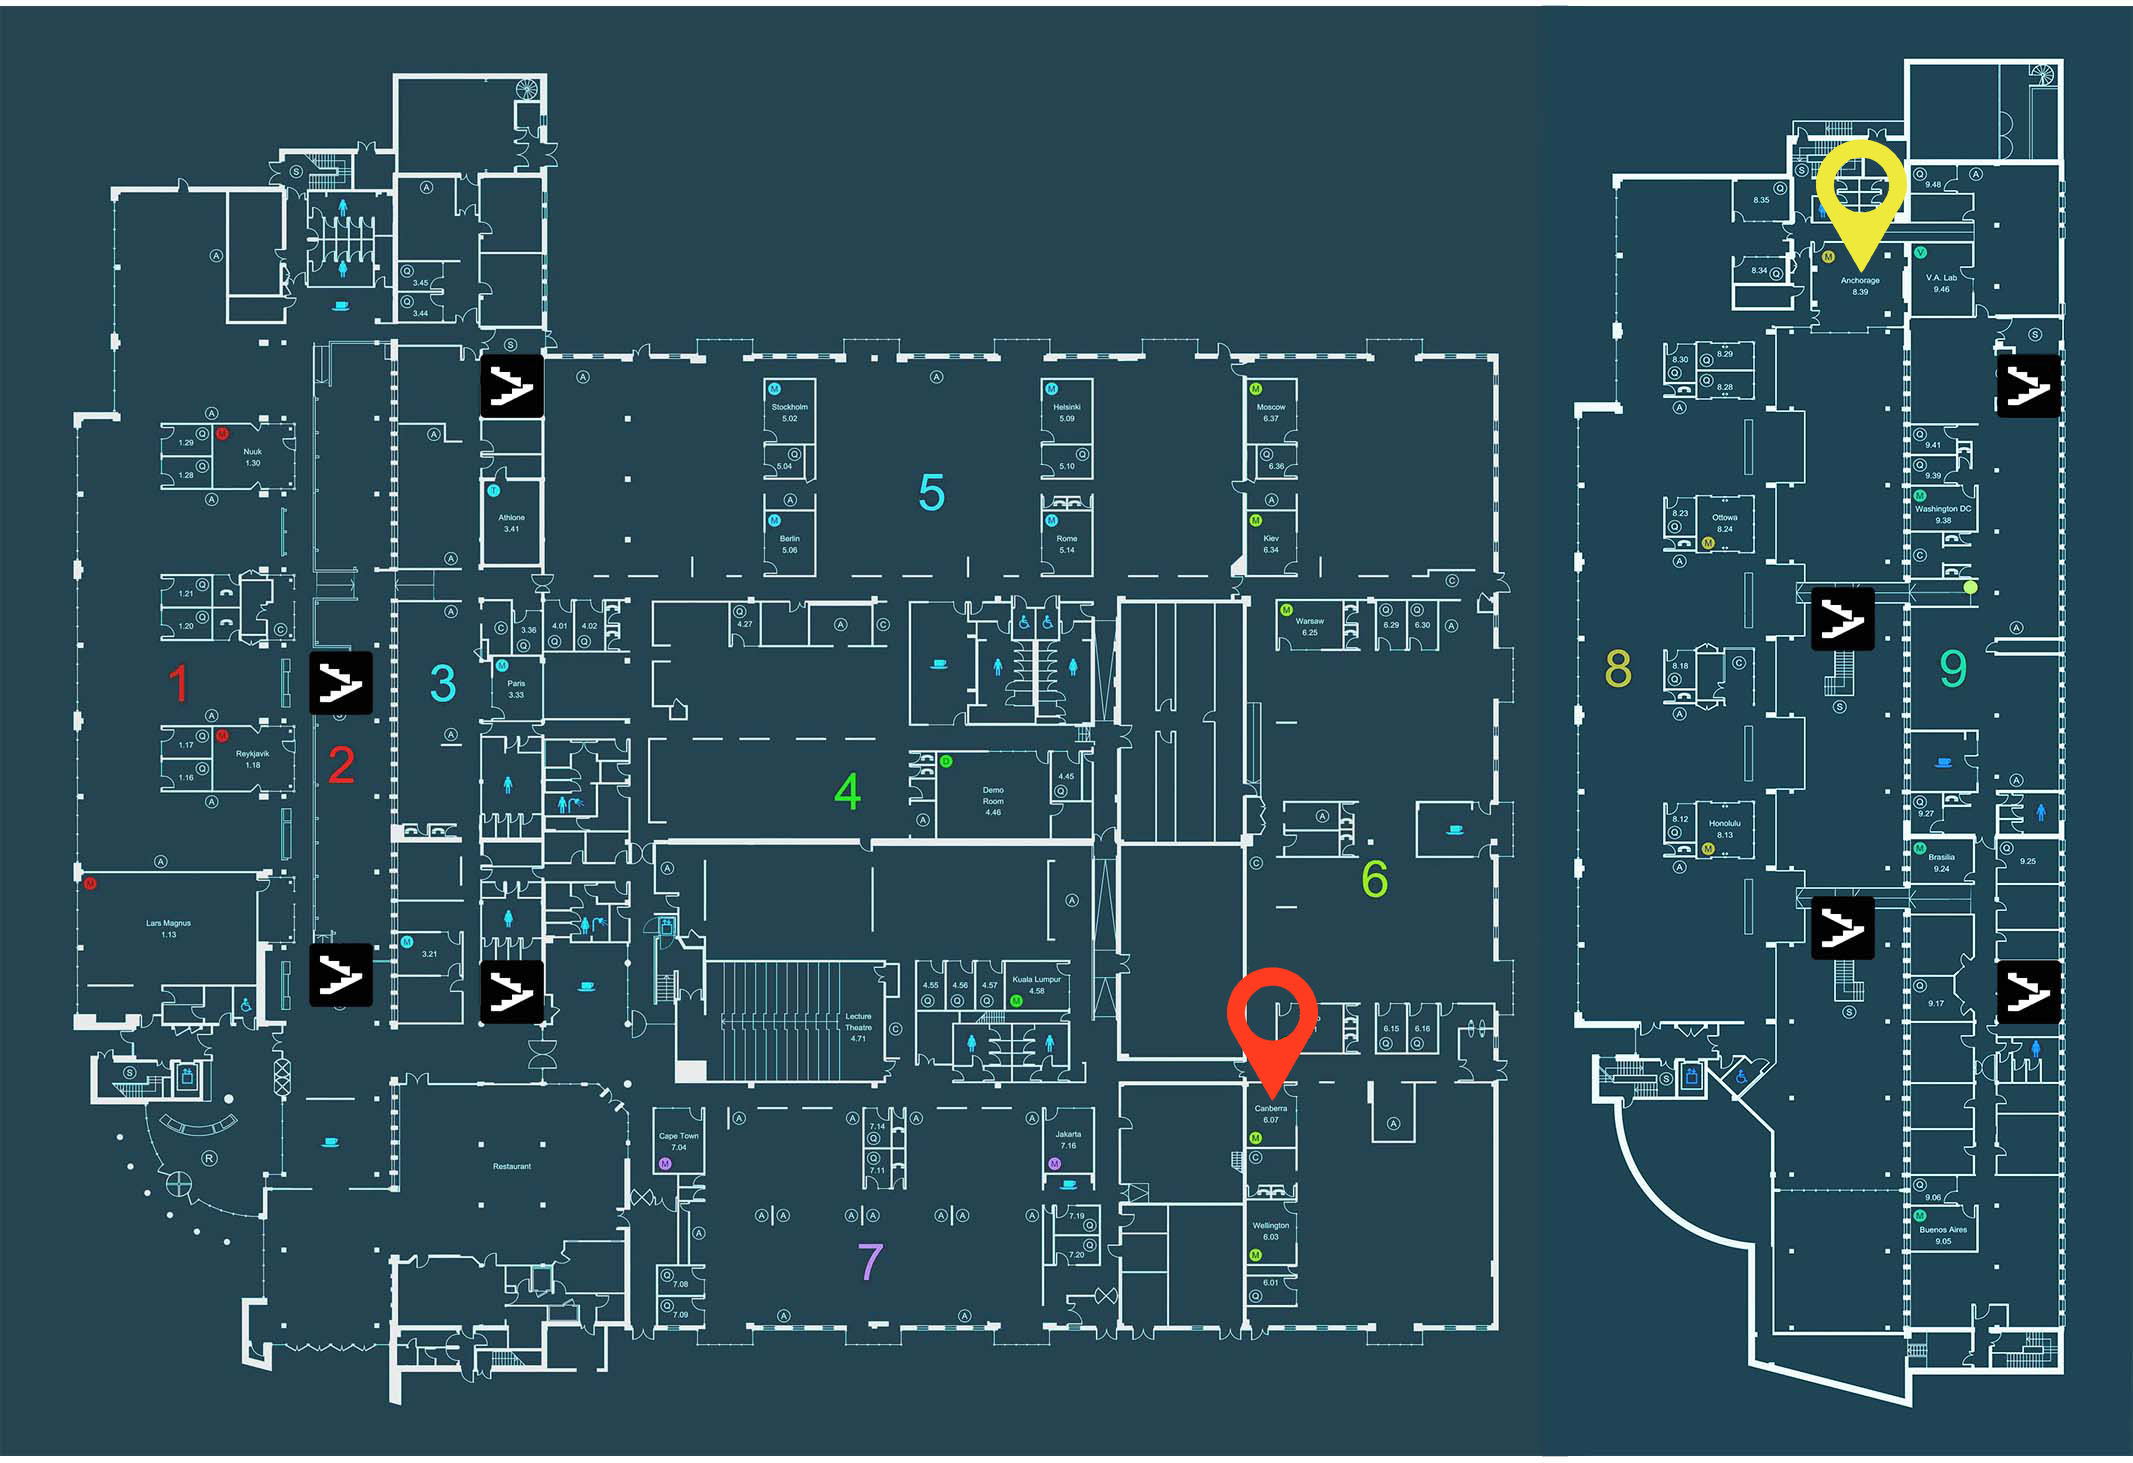 S
A
A
Q
3.45
Q
3.44
S
A
A
A
A
A
1.29
Q
M
Nuuk
1.30
1.28
Q
A
T
Athlone
3.41
M
Stockholm
5.02
Q
5.04
A
M
Berlin
5.06
5
M
Helsinki
5.09
Q
5.10
M
Rome
5.14
M
Moscow
6.37
Q
6.36
A
M
Kiev
6.34
C
A
1.21
Q
1.20
Q
C
A
C
3.36
Q
4.01
Q
4.02
Q
Q
4.27
A
C
M
Warsaw
6.25
Q
6.29
Q
6.30
A
1
2
3
M
Paris
3.33
A
A
1.17
Q
M
Reykjavik
1.18
1.16
Q
A
4
D
Demo
Room
4.46
4.45
Q
A
A
A
C
6
A
M
Lars Magnus
1.13
M
3.21
A
A
4.55
Q
4.56
Q
4.57
Q
Kuala Lumpur
4.58
M
Lecture
Theatre
4.71
C
6.15
Q
6.16
Q
S
R
Restaurant
Cape Town
7.04
M
A
7.14
Q
Q
7.11
A
A
Jakarta
7.16
M
Canberra
6.07
M
C
A
A
A
A
A
A
A
A
A
7.19
Q
Q
7.20
Wellington
6.03
M
6.01
Q
7
Q
7.08
Q
7.09
A
A
S
Q
8.35
8.34
Q
M
Anchorage
8.39
Q
9.48
A
V
V.A. Lab
9.46
S
8.30
Q
Q
8.29
Q
8.28
A
Q
9.41
Q
9.39
M
Washington DC
9.38
C
8.23
Q
Ottowa
8.24
M
A
A
8
9
8.18
Q
C
A
S
A
Q
9.27
8.12
Q
Honolulu
8.13
M
A
M
Brasilia
9.24
Q
9.25
Q
9.17
S
S
Q
9.06
M
Buenos Aires
9.05